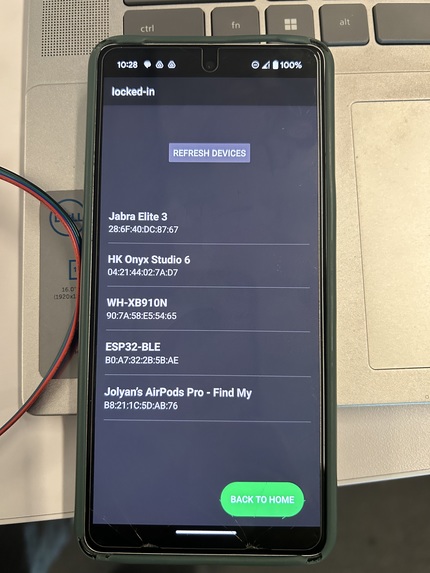 ctrl
fn
alt
10:28
100%
locked-in
REFRESH DEVICES
Jabra Elite 3
28:6F:40:DC:87:67
HK Onyx Studio 6
04:21:44:02:7A:D7
WH-XB910N
90:7A:58:E5:54:65
ESP32-BLE
B0:A7:32:2B:5B:AE
Jolyan's AirPods Pro - Find My
B8:21:1C:5D:AB:76
BACK TO HOME
16.0"
(1920x1